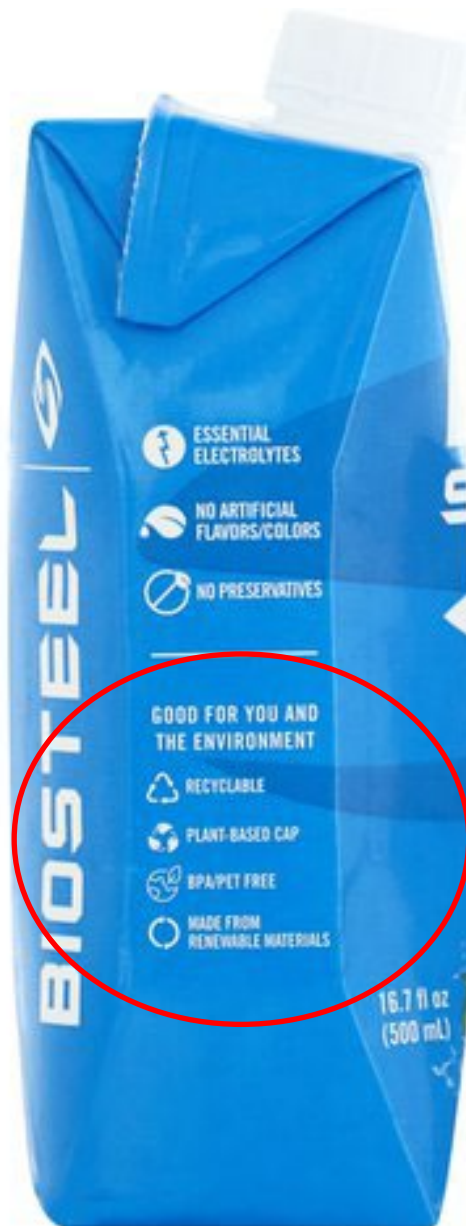 BIOSTEEL
ESSENTIAL
ELECTROLYTES
NO ARTIFICIAL
FLAVORS/COLORS
NO PRESERVATIVES
GOOD FOR YOU AND
THE ENVIRONMENT
RECYCLABLE
PLANT-BASED CAP
BPA/PET FREE
MADE FROM
RENEWABLE MATERIALS
16.7 fl oz
(500 mL)